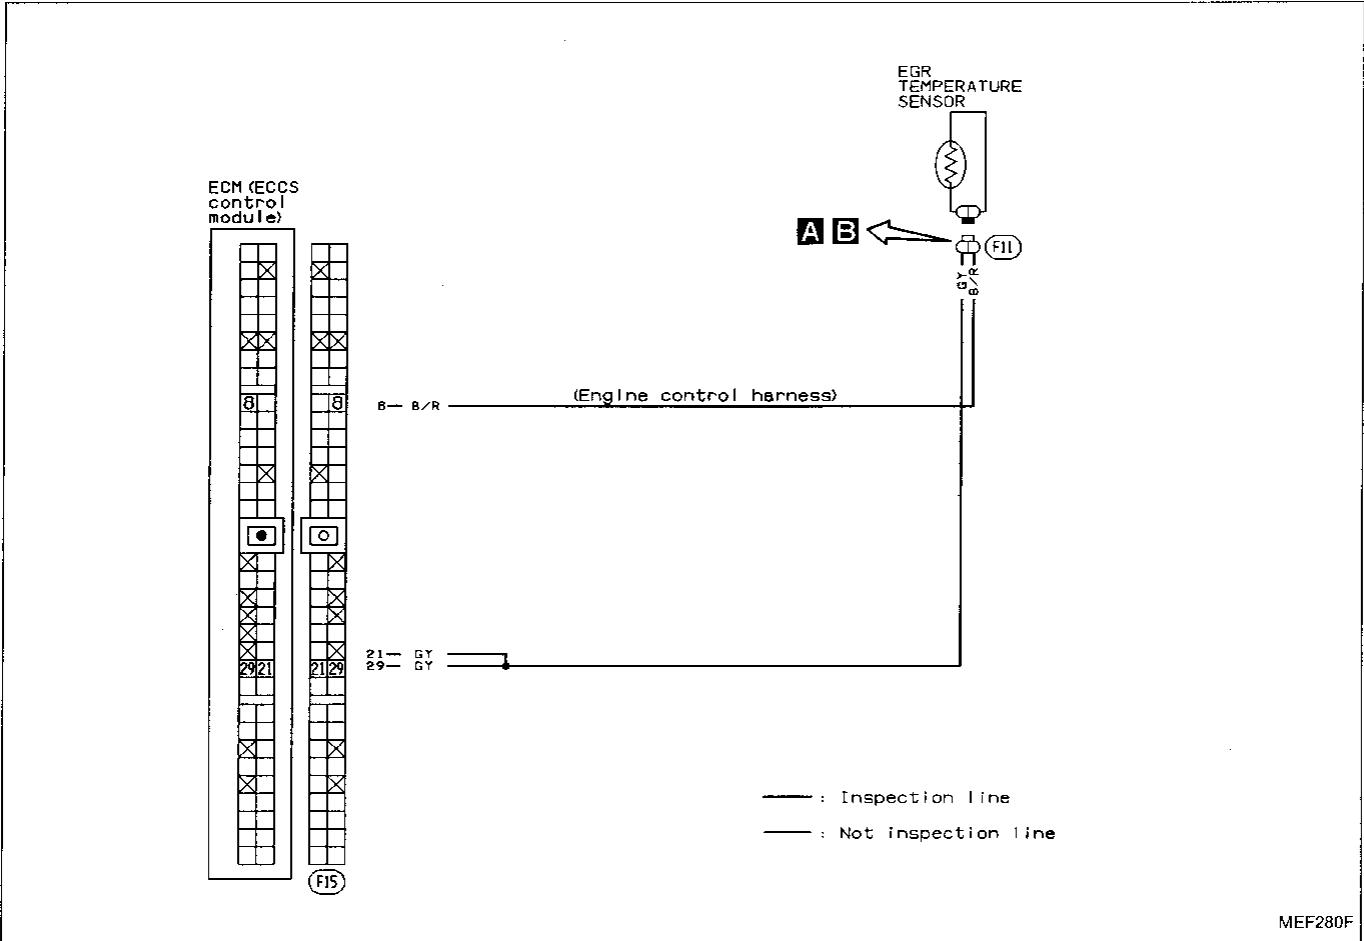 EGR
TEMPERATURE
SENSOR
ECM (ECCS
control
module)
A B
F11
GY
B/R
8 8
8 B/R
(Engine control harness)
21 GY
29 GY
29 21 21 29
: Inspection line
: Not inspection line
F15
MEF280F